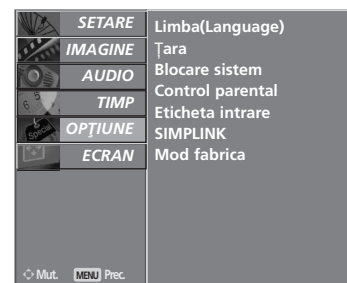 SETARE
IMAGINE
AUDIO
TIMP
OPŢIUNE
ECRAN
Limba(Language)
Ţara
Blocare sistem
Control parental
Eticheta intrare
SIMPLINK
Mod fabrica
Mut. MENU Prec.